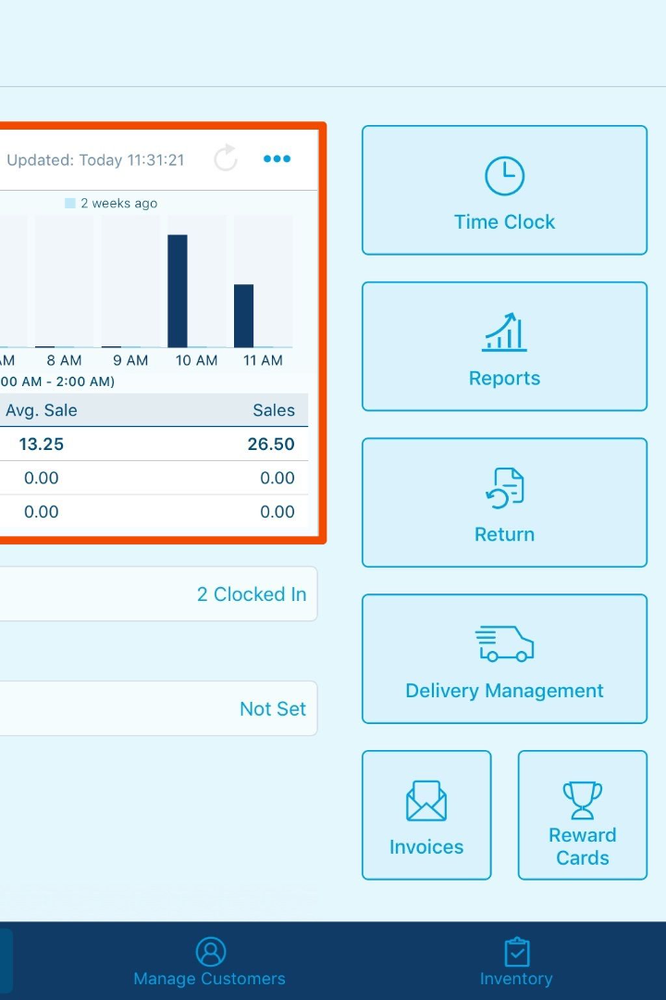 Updated: Today 11:31:21
2 weeks ago
AM 8 AM 9 AM 10 AM 11 AM
00 AM - 2:00 AM)
Avg. Sale Sales
13.25 26.50
0.00 0.00
0.00 0.00
2 Clocked In
Not Set
Time Clock
Reports
Return
Delivery Management
Invoices
Reward
Cards
Manage Customers
Inventory